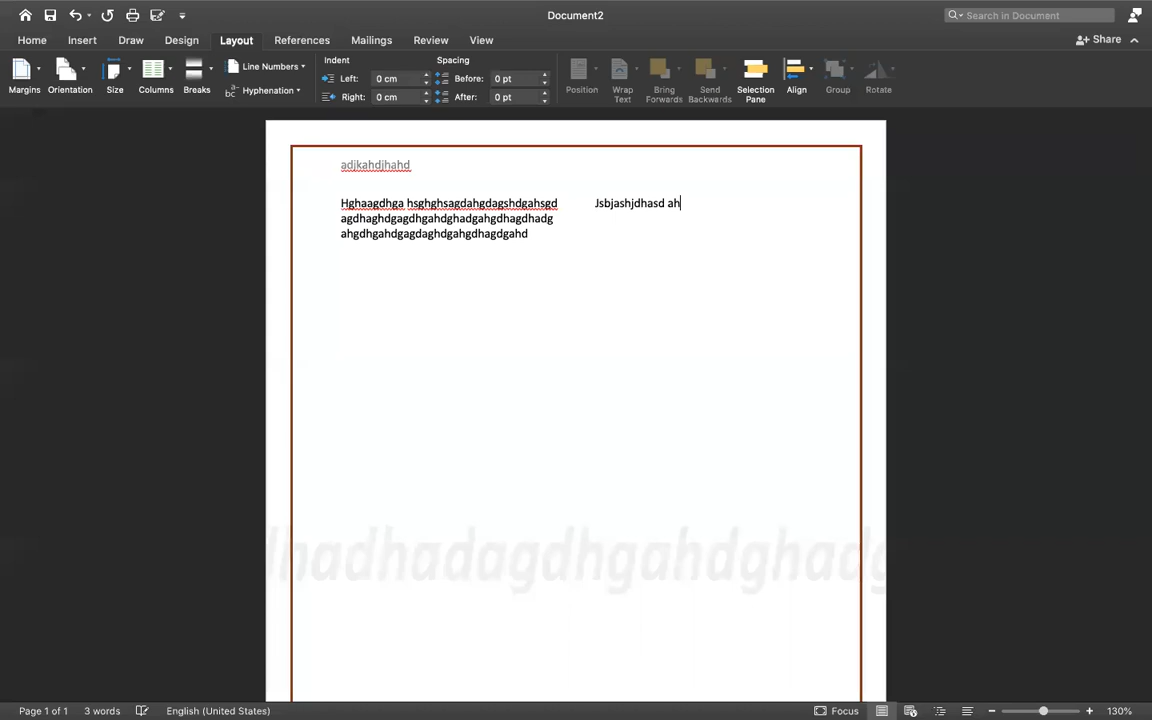 Document2
Search in Document
Home Insert Draw Design Layout References Mailings Review View
Share
Margins
Orientation
Size
Columns
Breaks
Line Numbers
Hyphenation
Indent
Left: 0 cm
Right: 0 cm
Spacing
Before: 0 pt
After: 0 pt
Position
Wrap
Text
Bring
Forwards
Send
Backwards
Selection
Pane
Align
Group
Rotate
adjkahdjhahd
Hghaagdhga hsghghsagdahgdagshdgahsgd
agdhaghdgagdhgahdghadgahgdhagdhadg
ahgdhgahdgagdaghdgahgdhagdgahd
Jsbjashjdhasd ah
dhadhadagdhgahdghadg
Page 1 of 1 3 words English (United States) Focus 130%